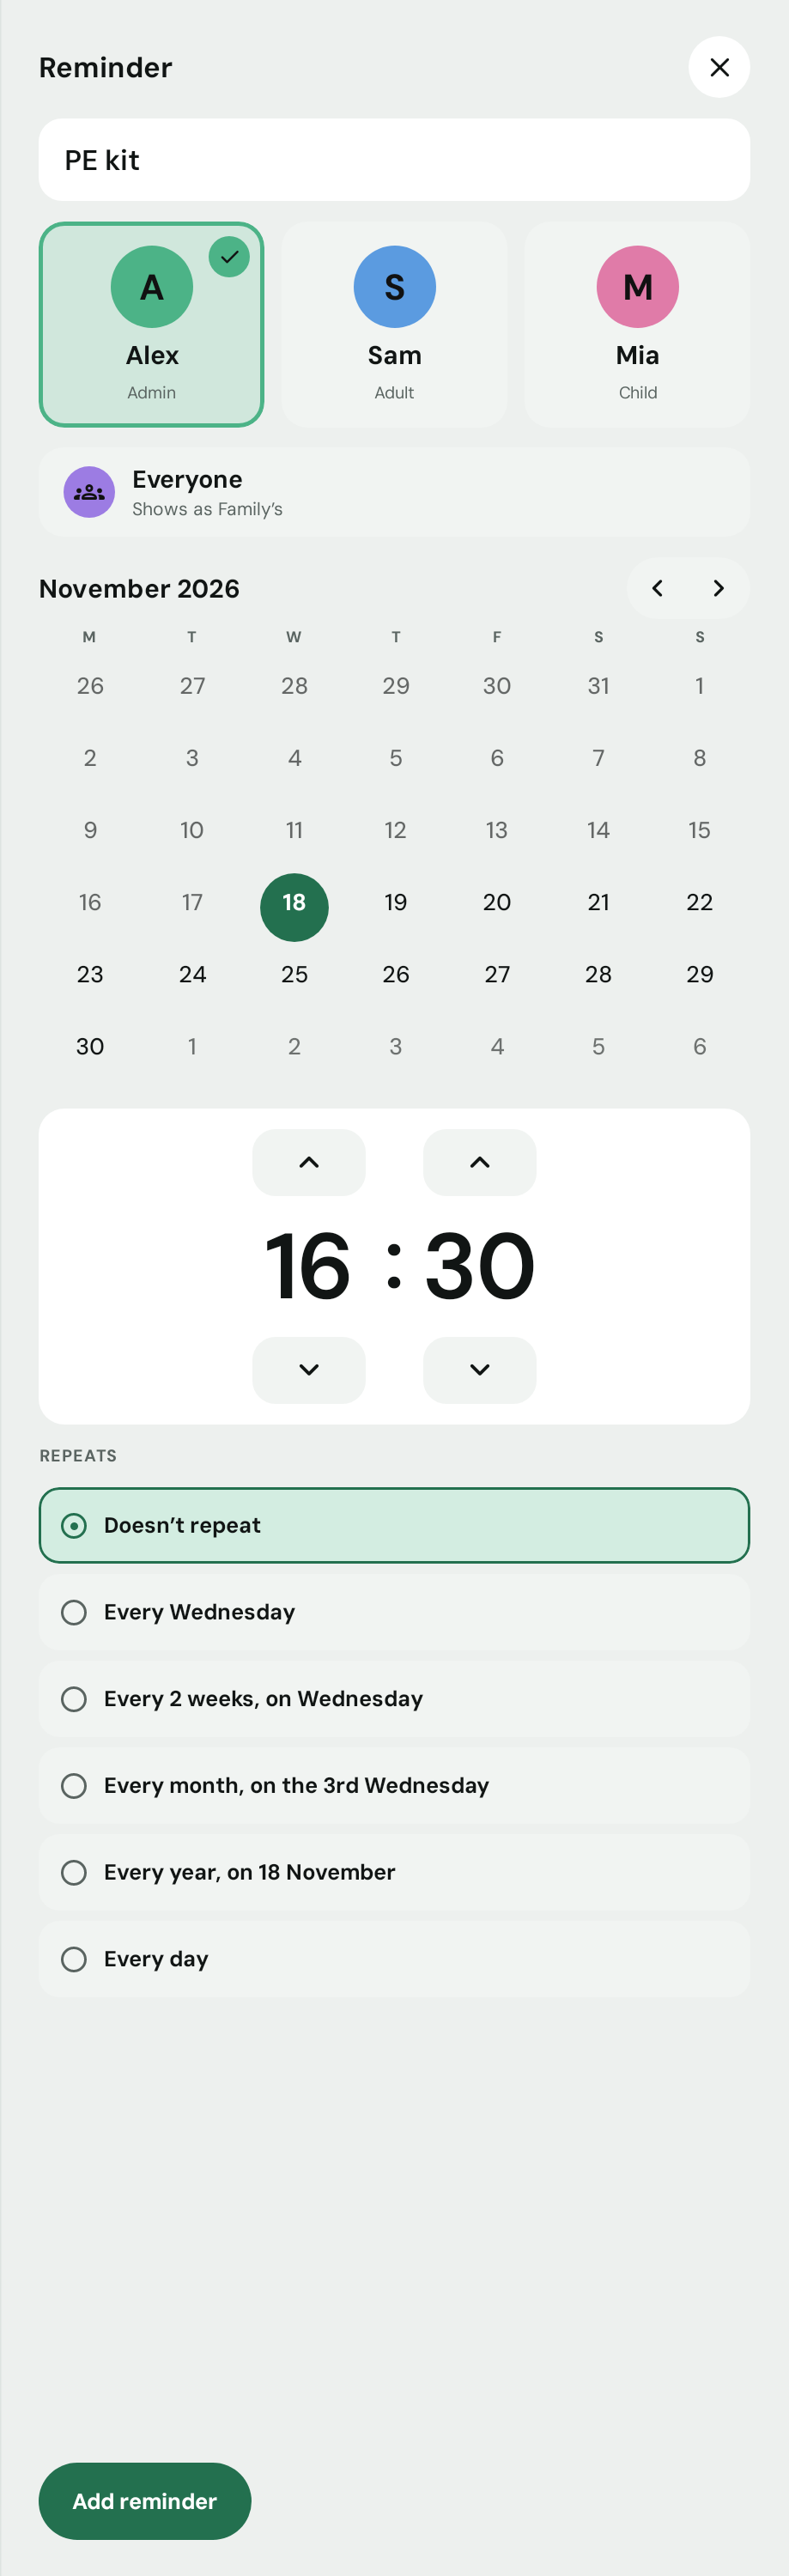 Reminder
PE kit
A S M
Alex Sam Mia
Admin Adult Child
Everyone
Shows as Family’s
November 2026
M T W T F S S
26 27 28 29 30 31 1
2 3 4 5 6 7 8
9 10 11 12 13 14 15
16 17 18 19 20 21 22
23 24 25 26 27 28 29
30 1 2 3 4 5 6
16 : 30
REPEATS
Doesn’t repeat
Every Wednesday
Every 2 weeks, on Wednesday
Every month, on the 3rd Wednesday
Every year, on 18 November
Every day
Add reminder